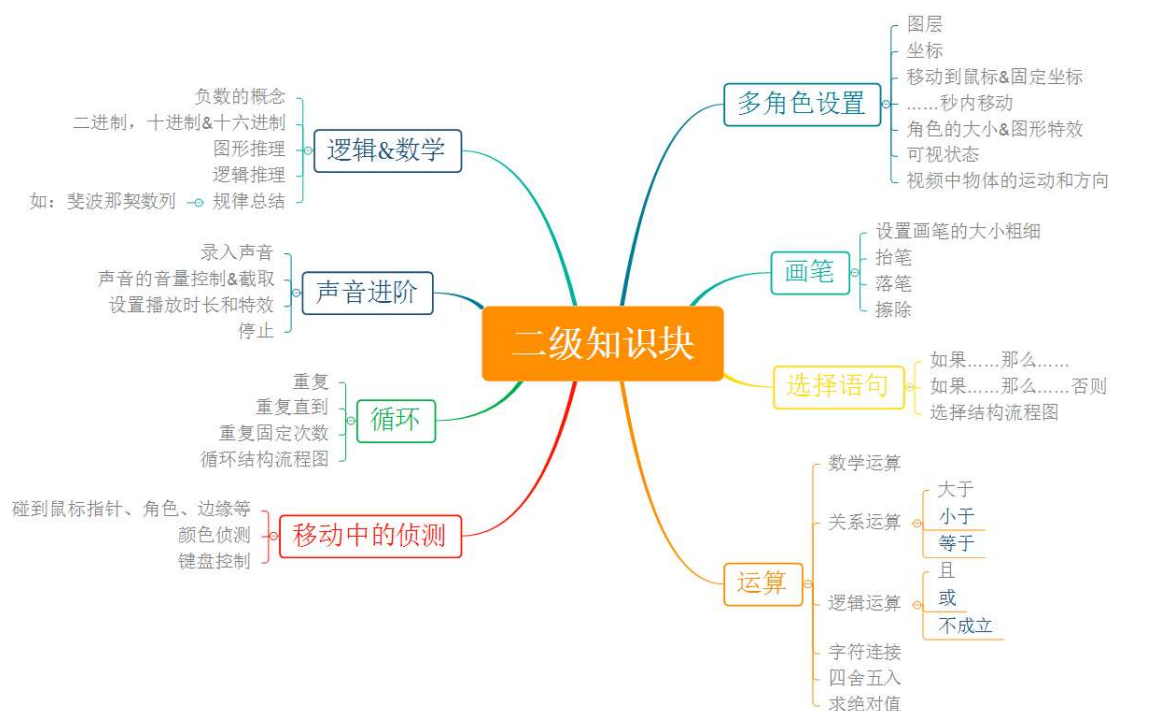 二级知识块
多角色设置
图层
坐标
移动到鼠标&固定坐标
......秒内移动
角色的大小&图形特效
可视状态
视频中物体的运动和方向
画笔
设置画笔的大小粗细
抬笔
落笔
擦除
选择语句
如果......那么......
如果......那么......否则
选择结构流程图
运算
数学运算
关系运算
大于
小于
等于
逻辑运算
且
或
不成立
字符连接
四舍五入
求绝对值
逻辑&数学
负数的概念
二进制，十进制&十六进制
图形推理
逻辑推理
规律总结
如：斐波那契数列
声音进阶
录入声音
声音的音量控制&截取
设置播放时长和特效
停止
循环
重复
重复直到
重复固定次数
循环结构流程图
移动中的侦测
碰到鼠标指针、角色、边缘等
颜色侦测
键盘控制